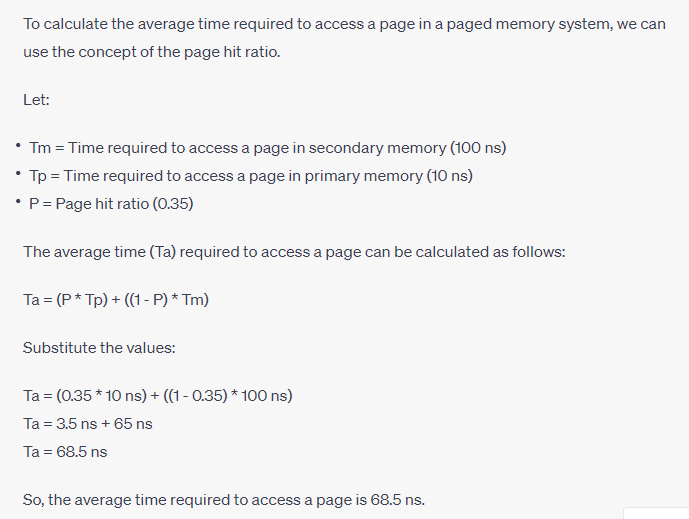 To calculate the average time required to access a page in a paged memory system, we can
use the concept of the page hit ratio.
Let:
• Tm = Time required to access a page in secondary memory (100 ns)
• Tp = Time required to access a page in primary memory (10 ns)
• P = Page hit ratio (0.35)
The average time (Ta) required to access a page can be calculated as follows:
Ta = (P * Tp) + ((1 - P) * Tm)
Substitute the values:
Ta = (0.35 * 10 ns) + ((1 - 0.35) * 100 ns)
Ta = 3.5 ns + 65 ns
Ta = 68.5 ns
So, the average time required to access a page is 68.5 ns.